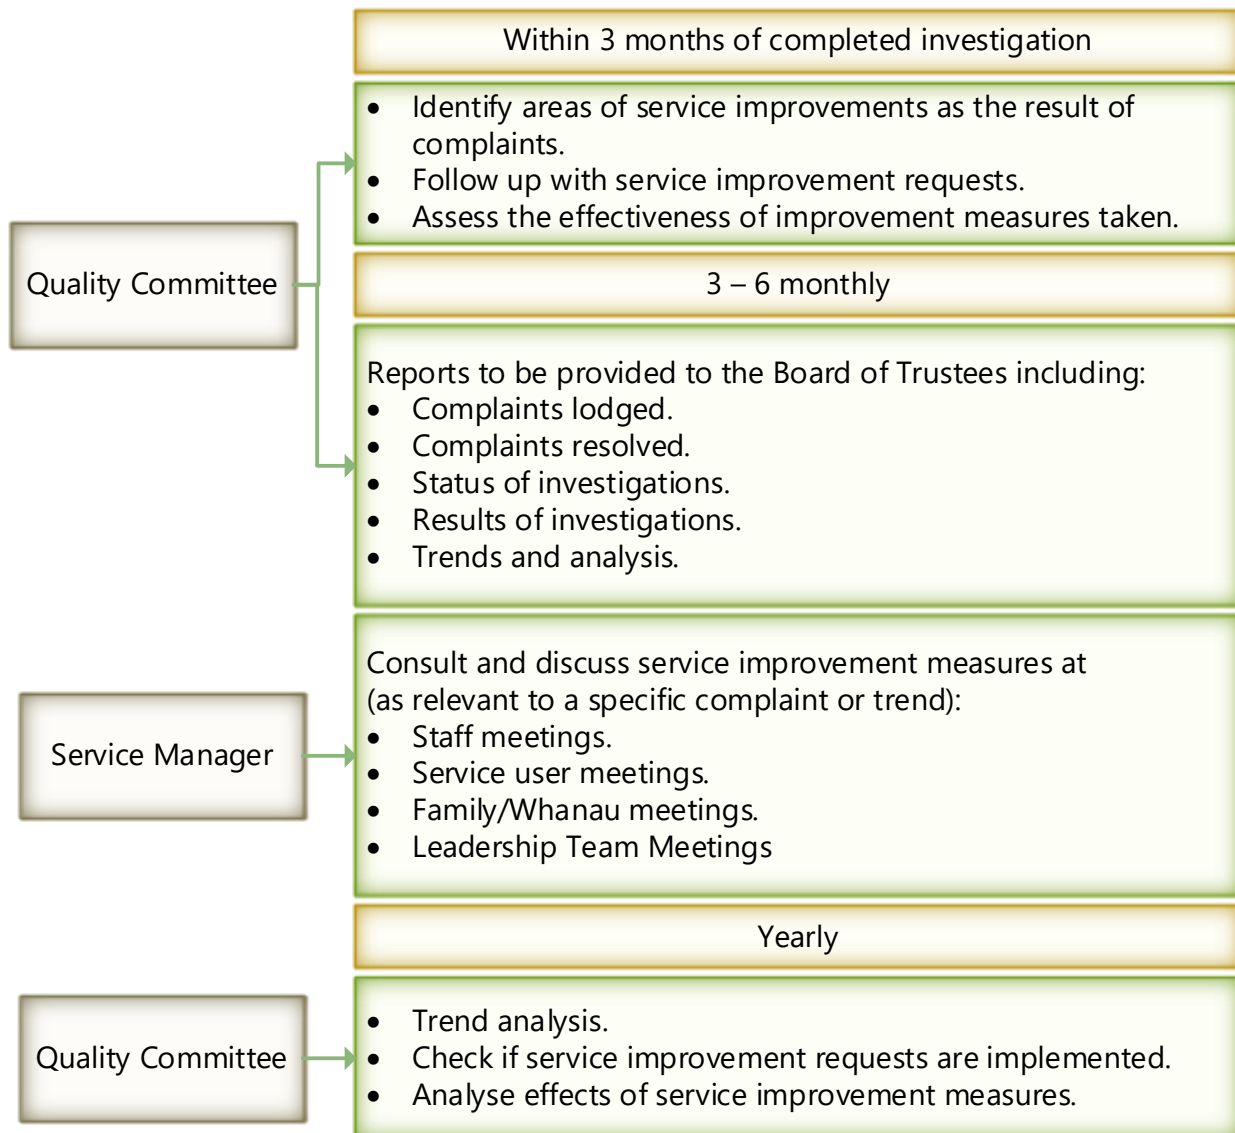 Within 3 months of completed investigation
Quality Committee
• Identify areas of service improvements as the result of
complaints.
• Follow up with service improvement requests.
• Assess the effectiveness of improvement measures taken.
3 – 6 monthly
Reports to be provided to the Board of Trustees including:
• Complaints lodged.
• Complaints resolved.
• Status of investigations.
• Results of investigations.
• Trends and analysis.
Service Manager
Consult and discuss service improvement measures at
(as relevant to a specific complaint or trend):
• Staff meetings.
• Service user meetings.
• Family/Whanau meetings.
• Leadership Team Meetings
Yearly
Quality Committee
• Trend analysis.
• Check if service improvement requests are implemented.
• Analyse effects of service improvement measures.